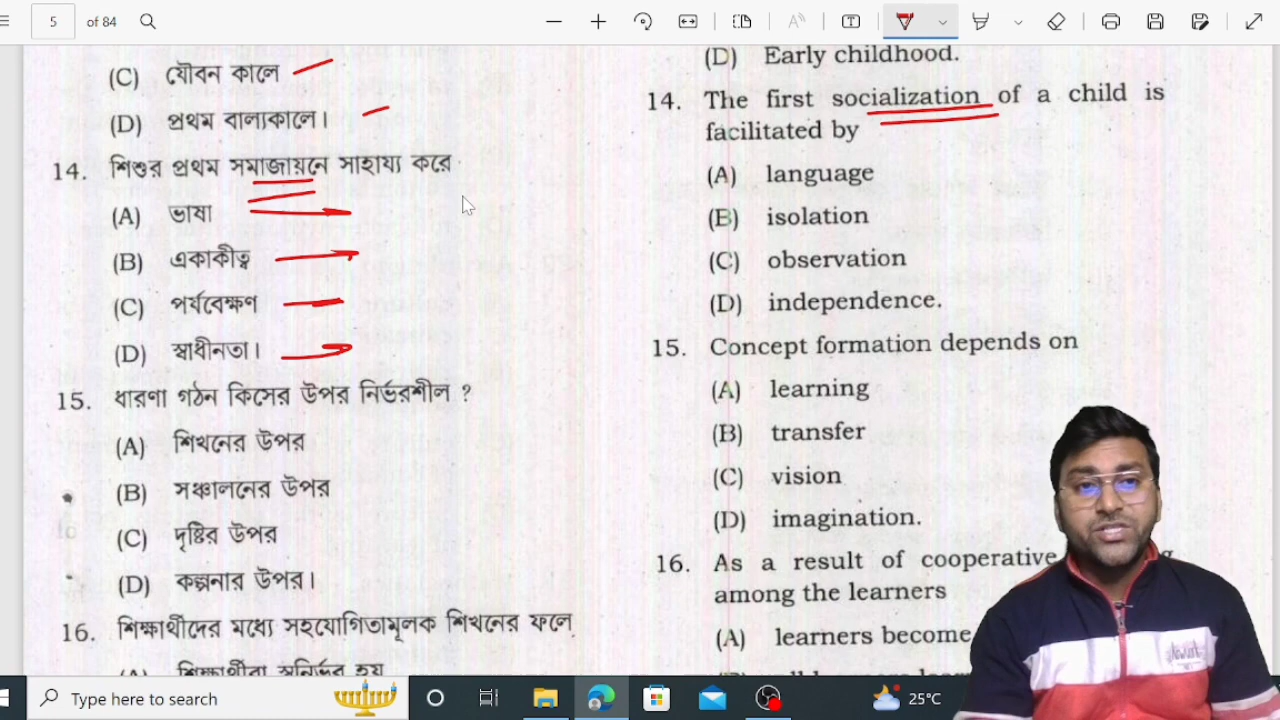 5 of 84
(C) যৌবন কালে
(D) প্রথম বাল্যকালে।
14. শিশুর প্রথম সমাজায়নে সাহায্য করে
(A) ভাষা
(B) একাকীত্ব
(C) পর্যবেক্ষণ
(D) স্বাধীনতা।
15. ধারণা গঠন কিসের উপর নির্ভরশীল ?
(A) শিখনের উপর
(B) সঞ্চালনের উপর
(C) দৃষ্টির উপর
(D) কল্পনার উপর।
16. শিক্ষার্থীদের মধ্যে সহযোগিতামূলক শিখনের ফলে
(A) শিক্ষার্থীরা স্বনির্ভর হয়
(D) Early childhood.
14. The first socialization of a child is
facilitated by
(A) language
(B) isolation
(C) observation
(D) independence.
15. Concept formation depends on
(A) learning
(B) transfer
(C) vision
(D) imagination.
16. As a result of cooperative
among the learners
(A) learners become
Type here to search
25°C